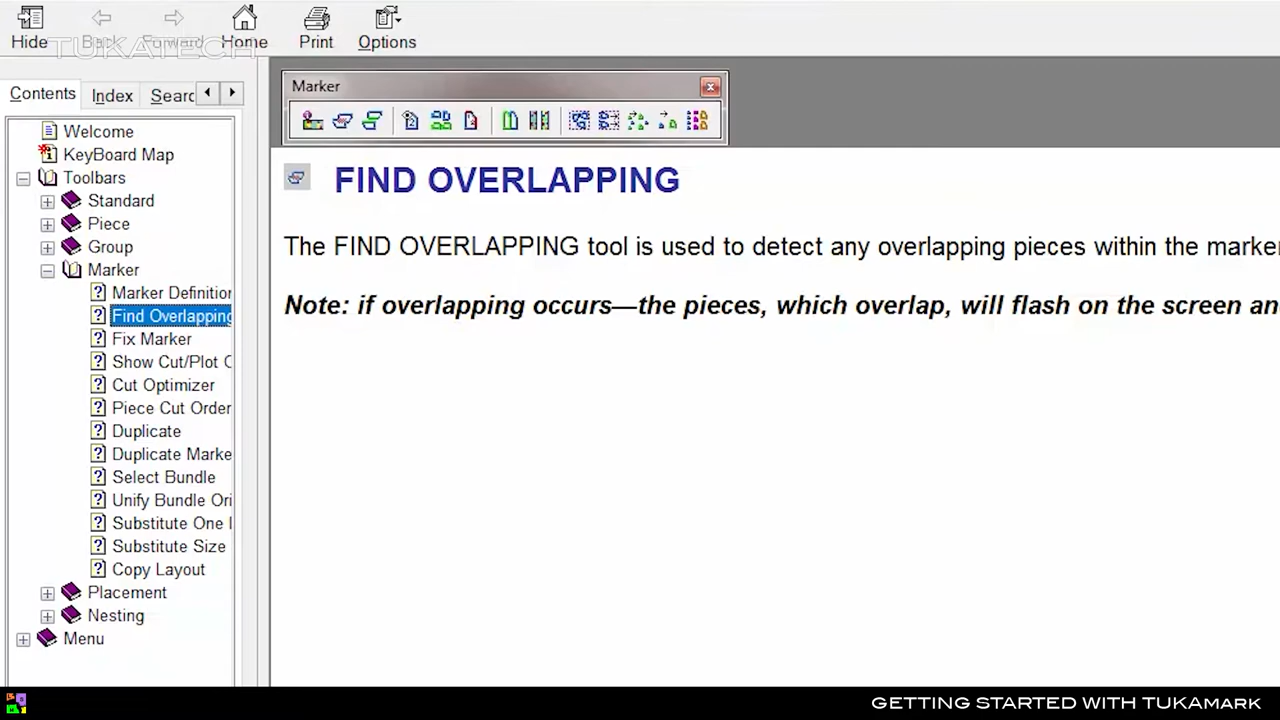 Hide Back Forward Home Print Options
TUKATECH
Contents Index Searc
Marker
Welcome
KeyBoard Map
Toolbars
Standard
Piece
Group
Marker
Marker Definition
Find Overlapping
Fix Marker
Show Cut/Plot O
Cut Optimizer
Piece Cut Order
Duplicate
Duplicate Marke
Select Bundle
Unify Bundle Ori
Substitute One
Substitute Size
Copy Layout
Placement
Nesting
Menu
FIND OVERLAPPING
The FIND OVERLAPPING tool is used to detect any overlapping pieces within the marker
Note: if overlapping occurs—the pieces, which overlap, will flash on the screen an
GETTING STARTED WITH TUKAMARK